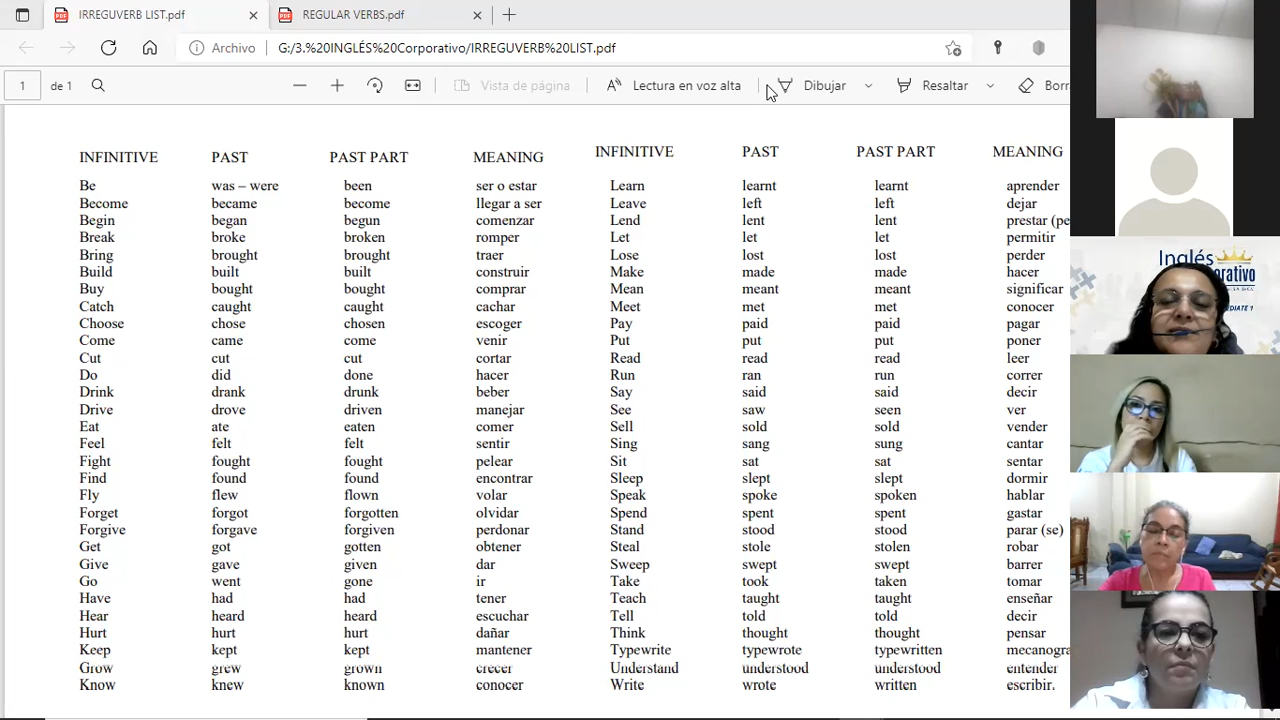 IRREGUVERB LIST.pdf
REGULAR VERBS.pdf
Archivo
G:/3.%20INGLÉS%20Corporativo/IRREGUVERB%20LIST.pdf
1 de 1
Vista de página
Lectura en voz alta
Dibujar
Resaltar
INFINITIVE PAST PAST PART MEANING INFINITIVE PAST PAST PART MEANING
Be was – were been ser o estar Learn learnt learnt aprender
Become became become llegar a ser Leave left left dejar
Begin began begun comenzar Lend lent lent prestar
Break broke broken romper Let let let permitir
Bring brought brought traer Lose lost lost perder
Build built built construir Make made made hacer
Buy bought bought comprar Mean meant meant significar
Catch caught caught cachar Meet met met conocer
Choose chose chosen escoger Pay paid paid pagar
Come came come venir Put put put poner
Cut cut cut cortar Read read read leer
Do did done hacer Run ran run correr
Drink drank drunk beber Say said said decir
Drive drove driven manejar See saw seen ver
Eat ate eaten comer Sell sold sold vender
Feel felt felt sentir Sing sang sung cantar
Fight fought fought pelear Sit sat sat sentar
Find found found encontrar Sleep slept slept dormir
Fly flew flown volar Speak spoke spoken hablar
Forget forgot forgotten olvidar Spend spent spent gastar
Forgive forgave forgiven perdonar Stand stood stood parar (se)
Get got gotten obtener Steal stole stolen robar
Give gave given dar Sweep swept swept barrer
Go went gone ir Take took taken tomar
Have had had tener Teach taught taught enseñar
Hear heard heard escuchar Tell told told decir
Hurt hurt hurt dañar Think thought thought pensar
Keep kept kept mantener Typewrite typewrote typewritten
Grow grew grown crecer Understand understood understood entender
Know knew known conocer Write wrote written escribir.
Inglés